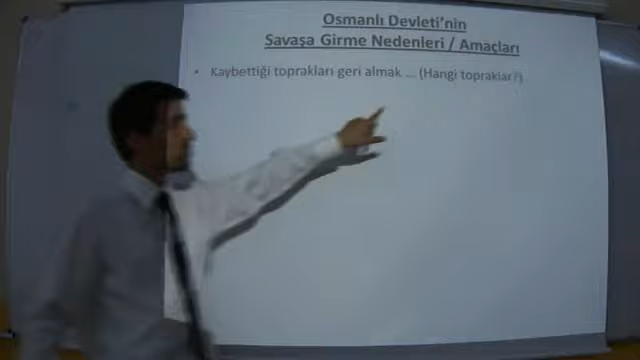 Osmanlı Devleti'nin
Savaşa Girme Nedenleri / Amaçları
• Kaybettiği toprakları geri almak ... (Hangi topraklar?)